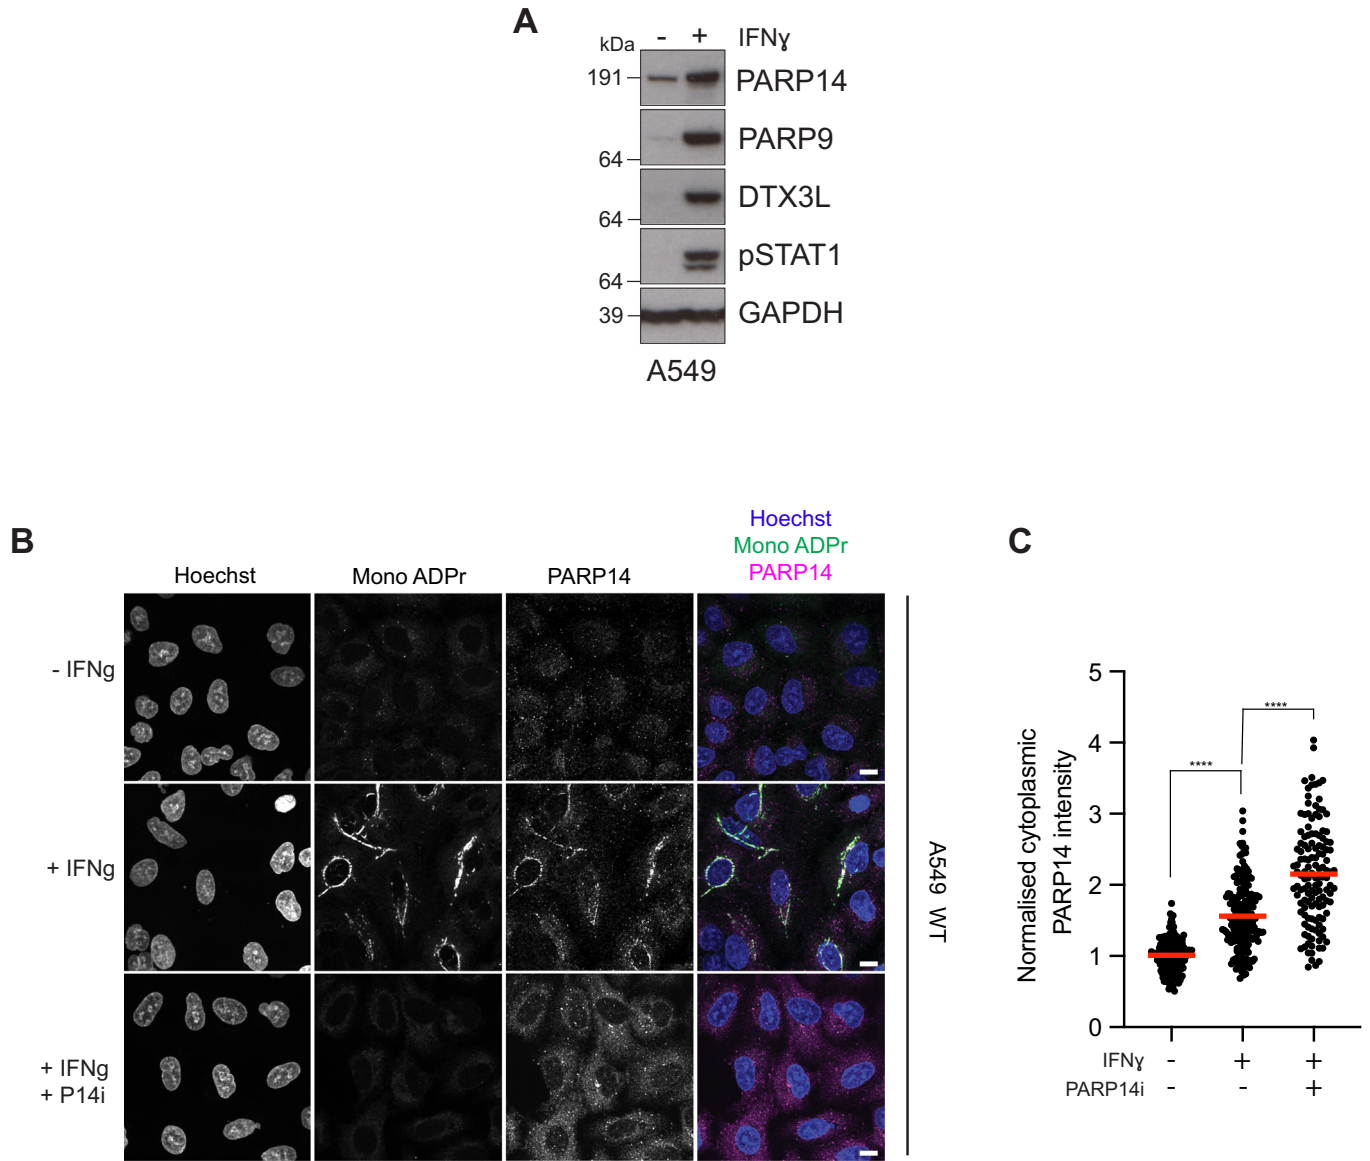 A
kDa - + IFNɣ
191 PARP14
PARP9
64
DTX3L
64
pSTAT1
64
39 GAPDH
A549
B
Hoechst
Mono ADPr
Hoechst Mono ADPr PARP14 PARP14
- IFNg
+ IFNg
+ IFNg
+ P14i
A549 WT
C
5
4
3
2
1
0
Normalised cytoplasmic
PARP14 intensity
****
****
IFNɣ - + +
PARP14i - - +